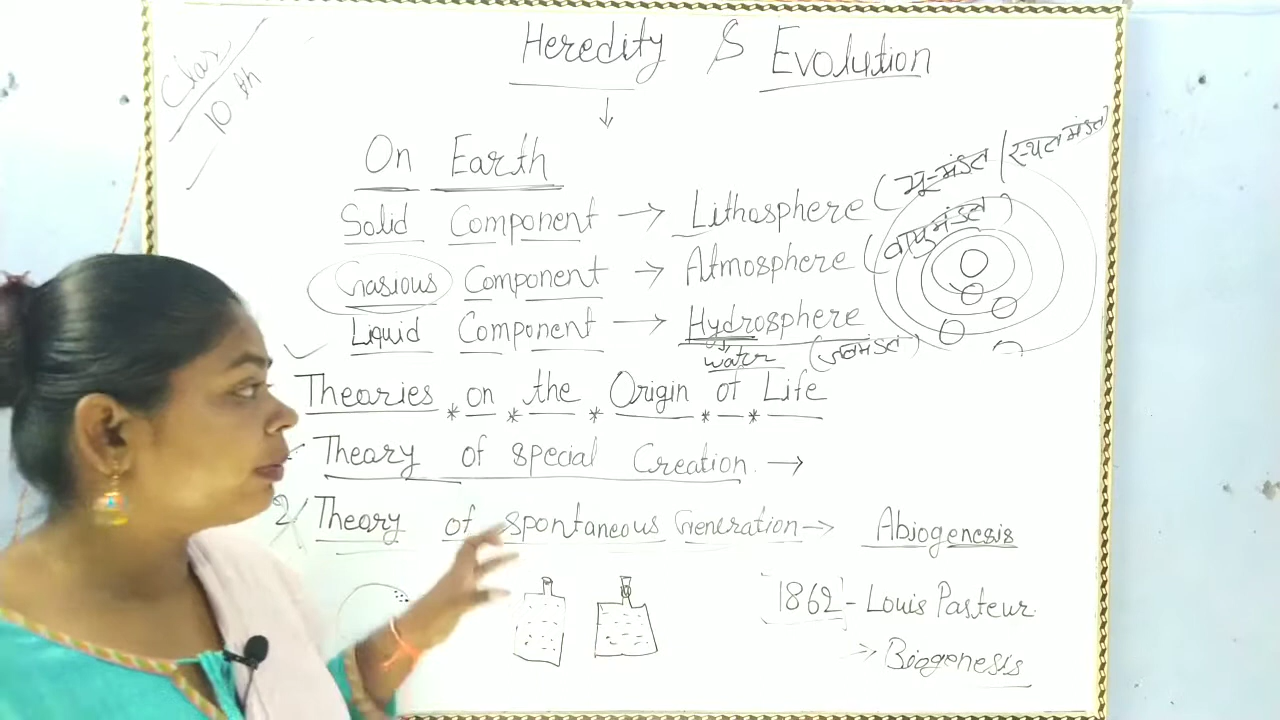 Class
10 th
Heredity & Evolution
On Earth
Solid Component → Lithosphere (भू-मंडल / स्थलमंडल
Gasious Component → Atmosphere (वायुमंडल)
Liquid Component → Hydrosphere
water (जलमंडल)
Theories * on * the * Origin * of * Life
Theory of special Creation →
2/ Theory of spontaneous Generation → Abiogenesis
1862 - Louis Pasteur
→ Biogenesis